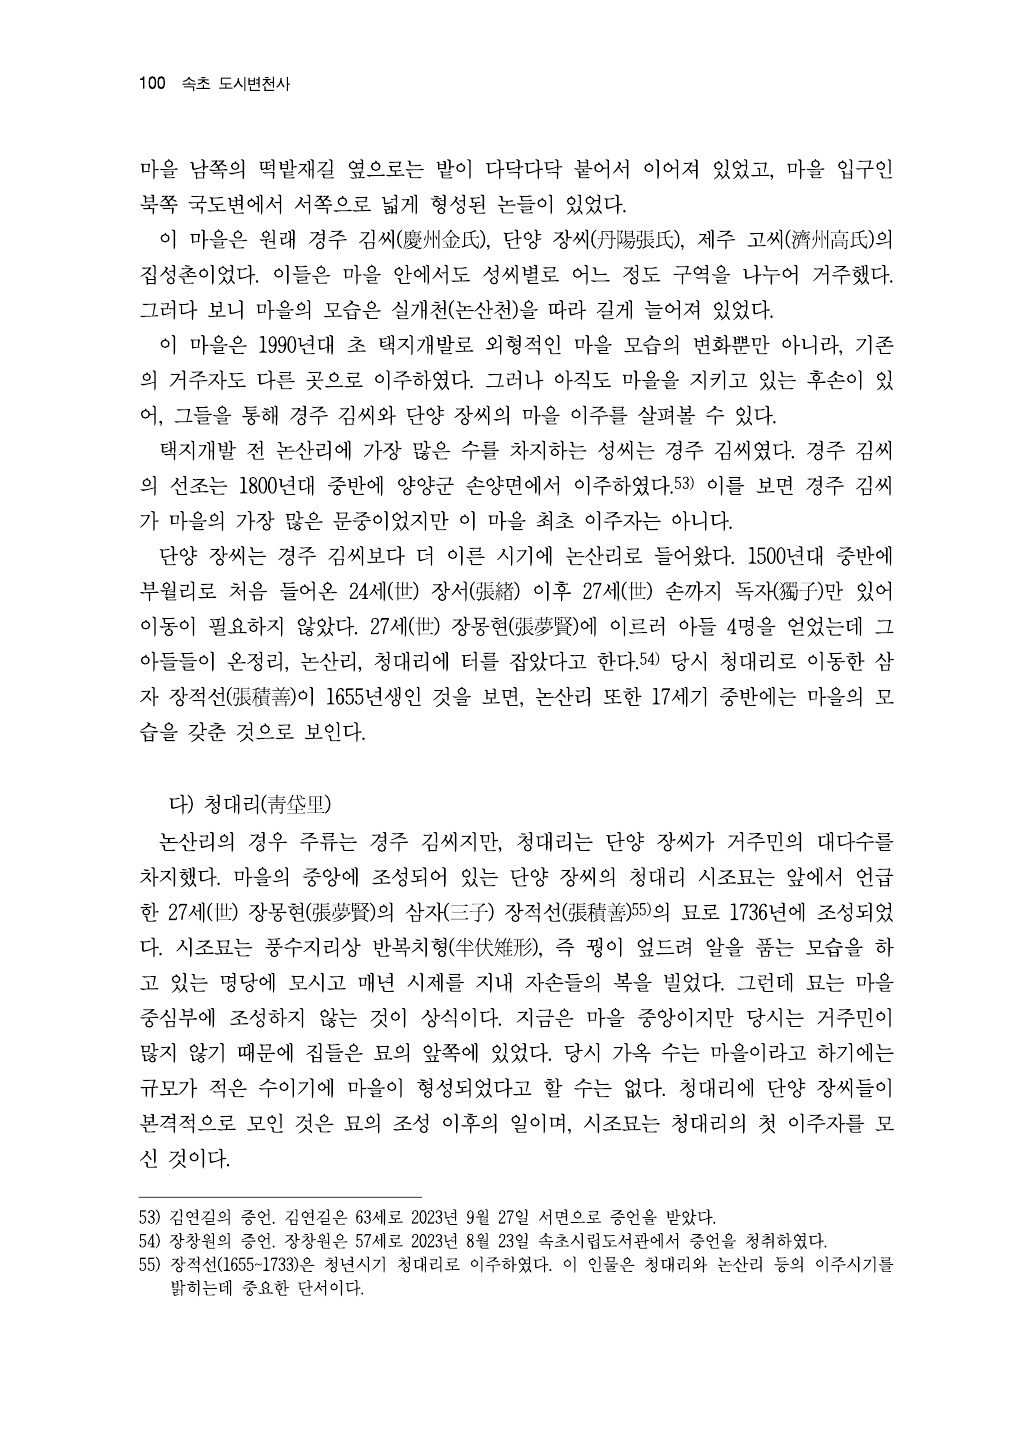 100 속초 도시변천사
마을 남쪽의 떡밭재길 옆으로는 밭이 다닥다닥 붙어서 이어져 있었고, 마을 입구인
북쪽 국도변에서 서쪽으로 넓게 형성된 논들이 있었다.
이 마을은 원래 경주 김씨(慶州金氏), 단양 장씨(丹陽張氏), 제주 고씨(濟州高氏)의
집성촌이었다. 이들은 마을 안에서도 성씨별로 어느 정도 구역을 나누어 거주했다.
그러다 보니 마을의 모습은 실개천(논산천)을 따라 길게 늘어져 있었다.
이 마을은 1990년대 초 택지개발로 외형적인 마을 모습의 변화뿐만 아니라, 기존
의 거주자도 다른 곳으로 이주하였다. 그러나 아직도 마을을 지키고 있는 후손이 있
어, 그들을 통해 경주 김씨와 단양 장씨의 마을 이주를 살펴볼 수 있다.
택지개발 전 논산리에 가장 많은 수를 차지하는 성씨는 경주 김씨였다. 경주 김씨
의 선조는 1800년대 중반에 양양군 손양면에서 이주하였다.53) 이를 보면 경주 김씨
가 마을의 가장 많은 문중이었지만 이 마을 최초 이주자는 아니다.
단양 장씨는 경주 김씨보다 더 이른 시기에 논산리로 들어왔다. 1500년대 중반에
부월리로 처음 들어온 24세(世) 장서(張緖) 이후 27세(世) 손까지 독자(獨子)만 있어
이동이 필요하지 않았다. 27세(世) 장몽현(張夢賢)에 이르러 아들 4명을 얻었는데 그
아들들이 온정리, 논산리, 청대리에 터를 잡았다고 한다.54) 당시 청대리로 이동한 삼
자 장적선(張積善)이 1655년생인 것을 보면, 논산리 또한 17세기 중반에는 마을의 모
습을 갖춘 것으로 보인다.
다) 청대리(靑垈里)
논산리의 경우 주류는 경주 김씨지만, 청대리는 단양 장씨가 거주민의 대다수를
차지했다. 마을의 중앙에 조성되어 있는 단양 장씨의 청대리 시조묘는 앞에서 언급
한 27세(世) 장몽현(張夢賢)의 삼자(三子) 장적선(張積善)55)의 묘로 1736년에 조성되었
다. 시조묘는 풍수지리상 반복치형(半伏雉形), 즉 꿩이 엎드려 알을 품는 모습을 하
고 있는 명당에 모시고 매년 시제를 지내 자손들의 복을 빌었다. 그런데 묘는 마을
중심부에 조성하지 않는 것이 상식이다. 지금은 마을 중앙이지만 당시는 거주민이
많지 않기 때문에 집들은 묘의 앞쪽에 있었다. 당시 가옥 수는 마을이라고 하기에는
규모가 적은 수이기에 마을이 형성되었다고 할 수는 없다. 청대리에 단양 장씨들이
본격적으로 모인 것은 묘의 조성 이후의 일이며, 시조묘는 청대리의 첫 이주자를 모
신 것이다.
53) 김연길의 증언. 김연길은 63세로 2023년 9월 27일 서면으로 증언을 받았다.
54) 장창원의 증언. 장창원은 57세로 2023년 8월 23일 속초시립도서관에서 증언을 청취하였다.
55) 장적선(1655~1733)은 청년시기 청대리로 이주하였다. 이 인물은 청대리와 논산리 등의 이주시기를
밝히는데 중요한 단서이다.